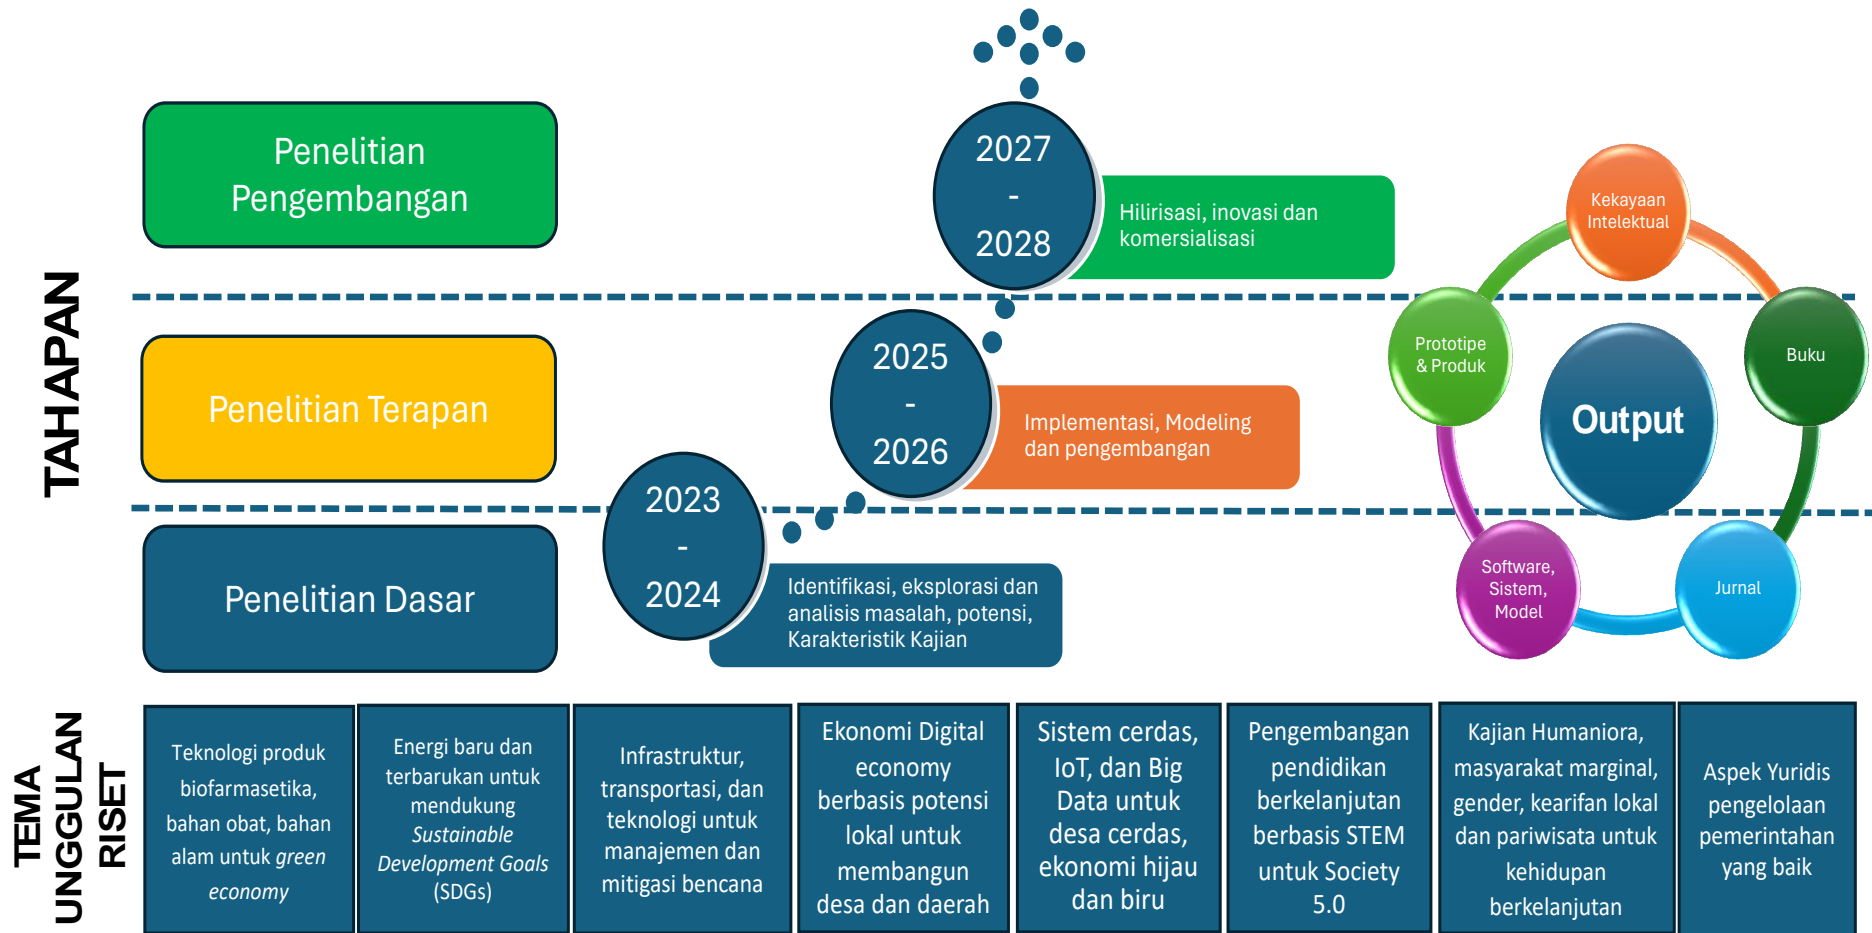 TAHAPAN
Penelitian
Pengembangan
2027
-
2028
Hilirisasi, inovasi dan
komersialisasi
Penelitian Terapan
2025
-
2026
Implementasi, Modeling
dan pengembangan
Penelitian Dasar
2023
-
2024
Identifikasi, eksplorasi dan
analisis masalah, potensi,
Karakteristik Kajian
Kekayaan
Intelektual
Buku
Jurnal
Software,
Sistem,
Model
Prototipe
& Produk
Output
TEMA
UNGGULAN
RISET
Teknologi produk
biofarmasetika,
bahan obat, bahan
alam untuk green
economy
Energi baru dan
terbarukan untuk
mendukung
Sustainable
Development Goals
(SDGs)
Infrastruktur,
transportasi, dan
teknologi untuk
manajemen dan
mitigasi bencana
Ekonomi Digital
economy
berbasis potensi
lokal untuk
membangun
desa dan daerah
Sistem cerdas,
IoT, dan Big
Data untuk
desa cerdas,
ekonomi hijau
dan biru
Pengembangan
pendidikan
berkelanjutan
berbasis STEM
untuk Society
5.0
Kajian Humaniora,
masyarakat marginal,
gender, kearifan lokal
dan pariwisata untuk
kehidupan
berkelanjutan
Aspek Yuridis
pengelolaan
pemerintahan
yang baik